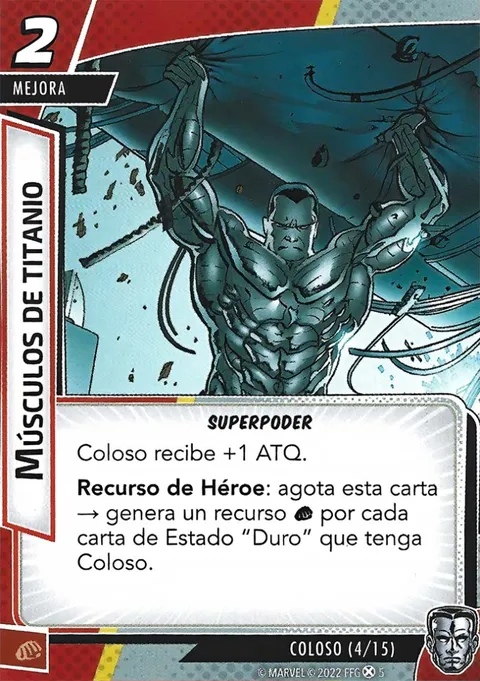 2
MEJORA
MÚSCULOS DE TITANIO
SUPERPODER
Coloso recibe +1 ATQ.
Recurso de Héroe: agota esta carta
→ genera un recurso por cada
carta de Estado “Duro” que tenga
Coloso.
COLOSO (4/15)
© MARVEL © 2022 FFG 5